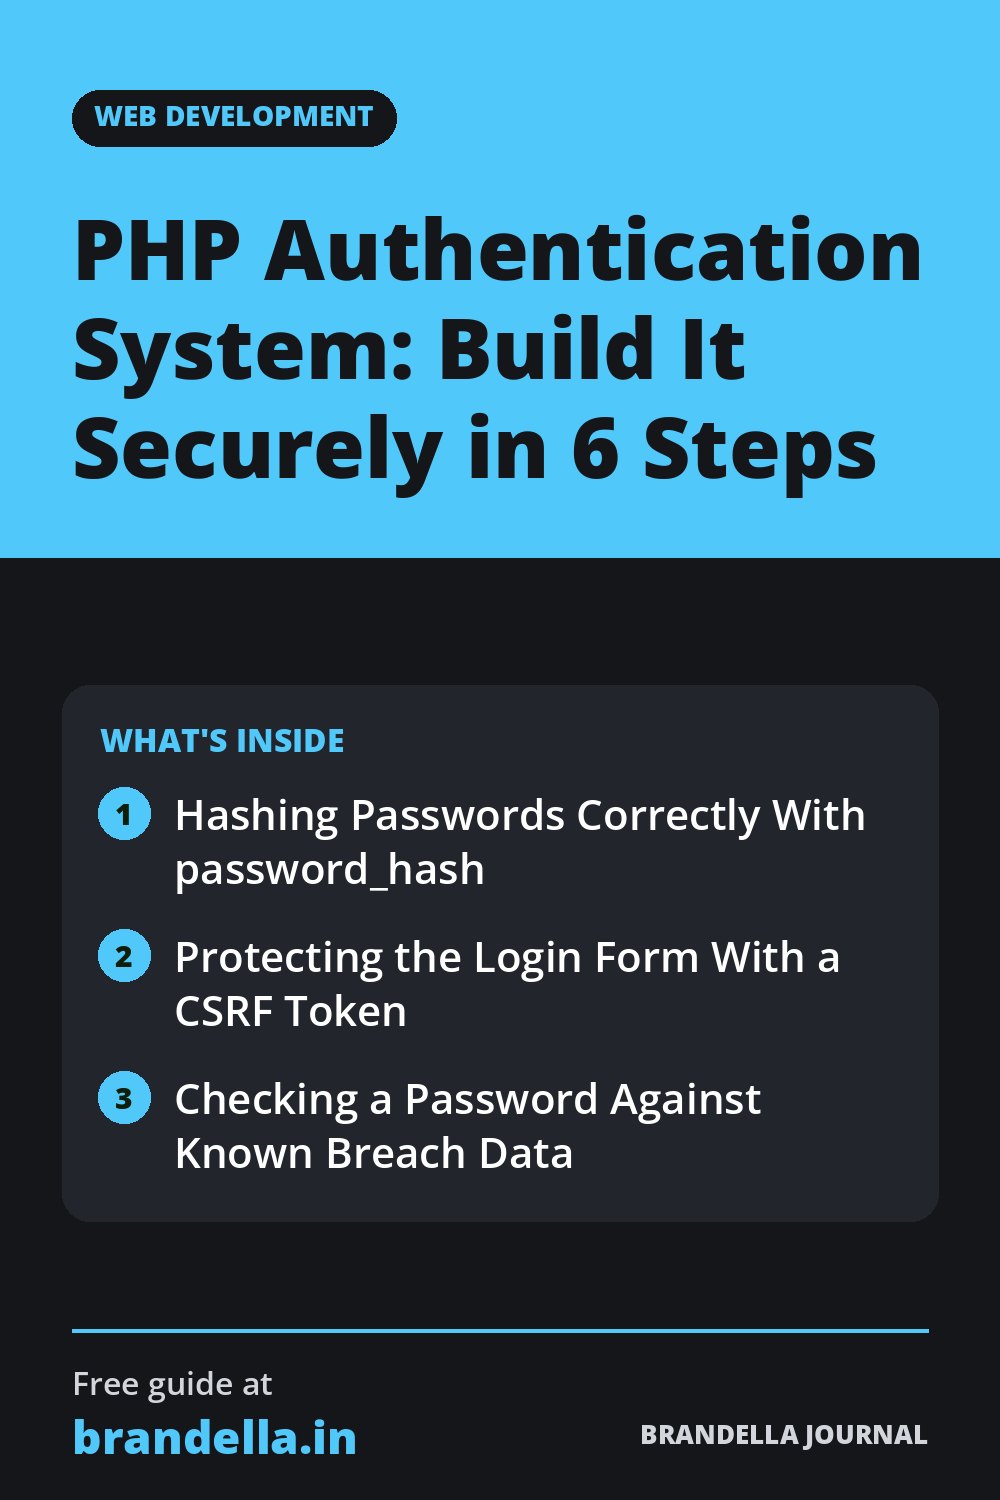 WEB DEVELOPMENT
PHP Authentication
System: Build It
Securely in 6 Steps
WHAT'S INSIDE
1 Hashing Passwords Correctly With
password_hash
2 Protecting the Login Form With a
CSRF Token
3 Checking a Password Against
Known Breach Data
Free guide at
brandella.in
BRANDELLA JOURNAL